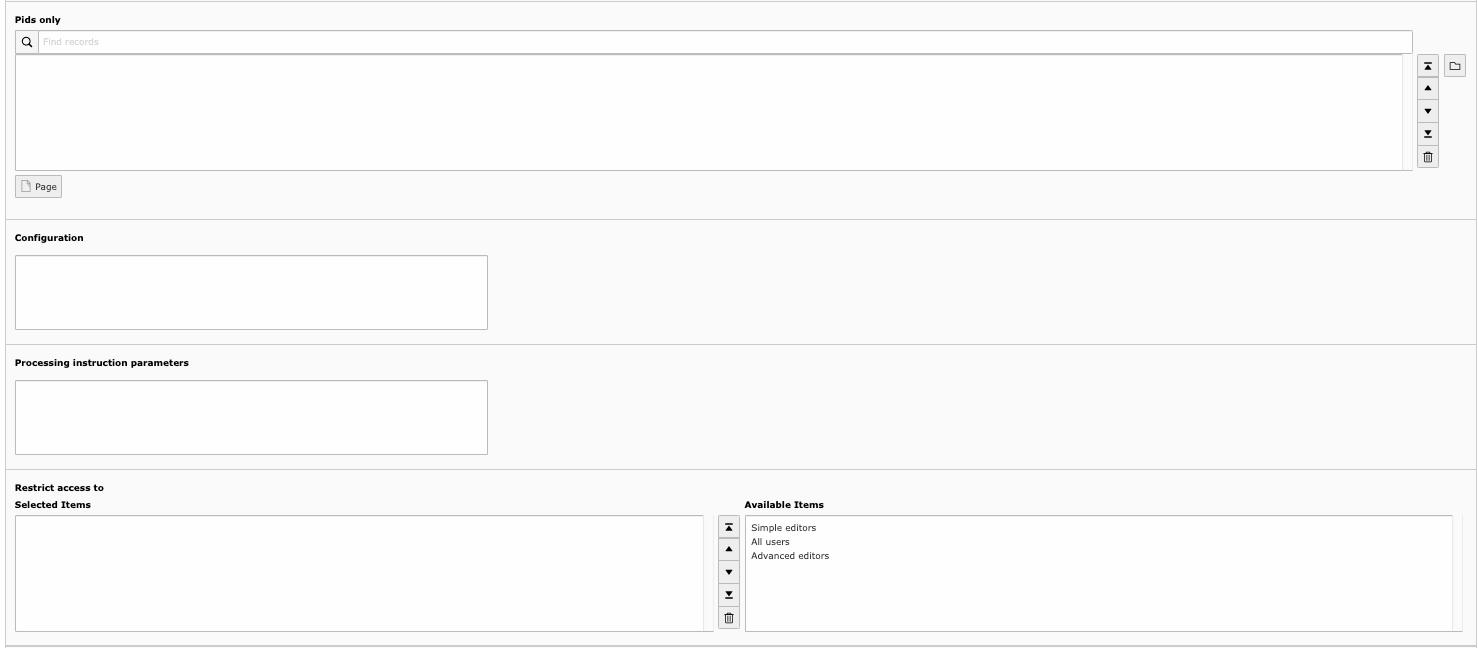 Pids only
Find records
Page
Configuration
Processing instruction parameters
Restrict access to
Selected Items
Available Items
Simple editors
All users
Advanced editors